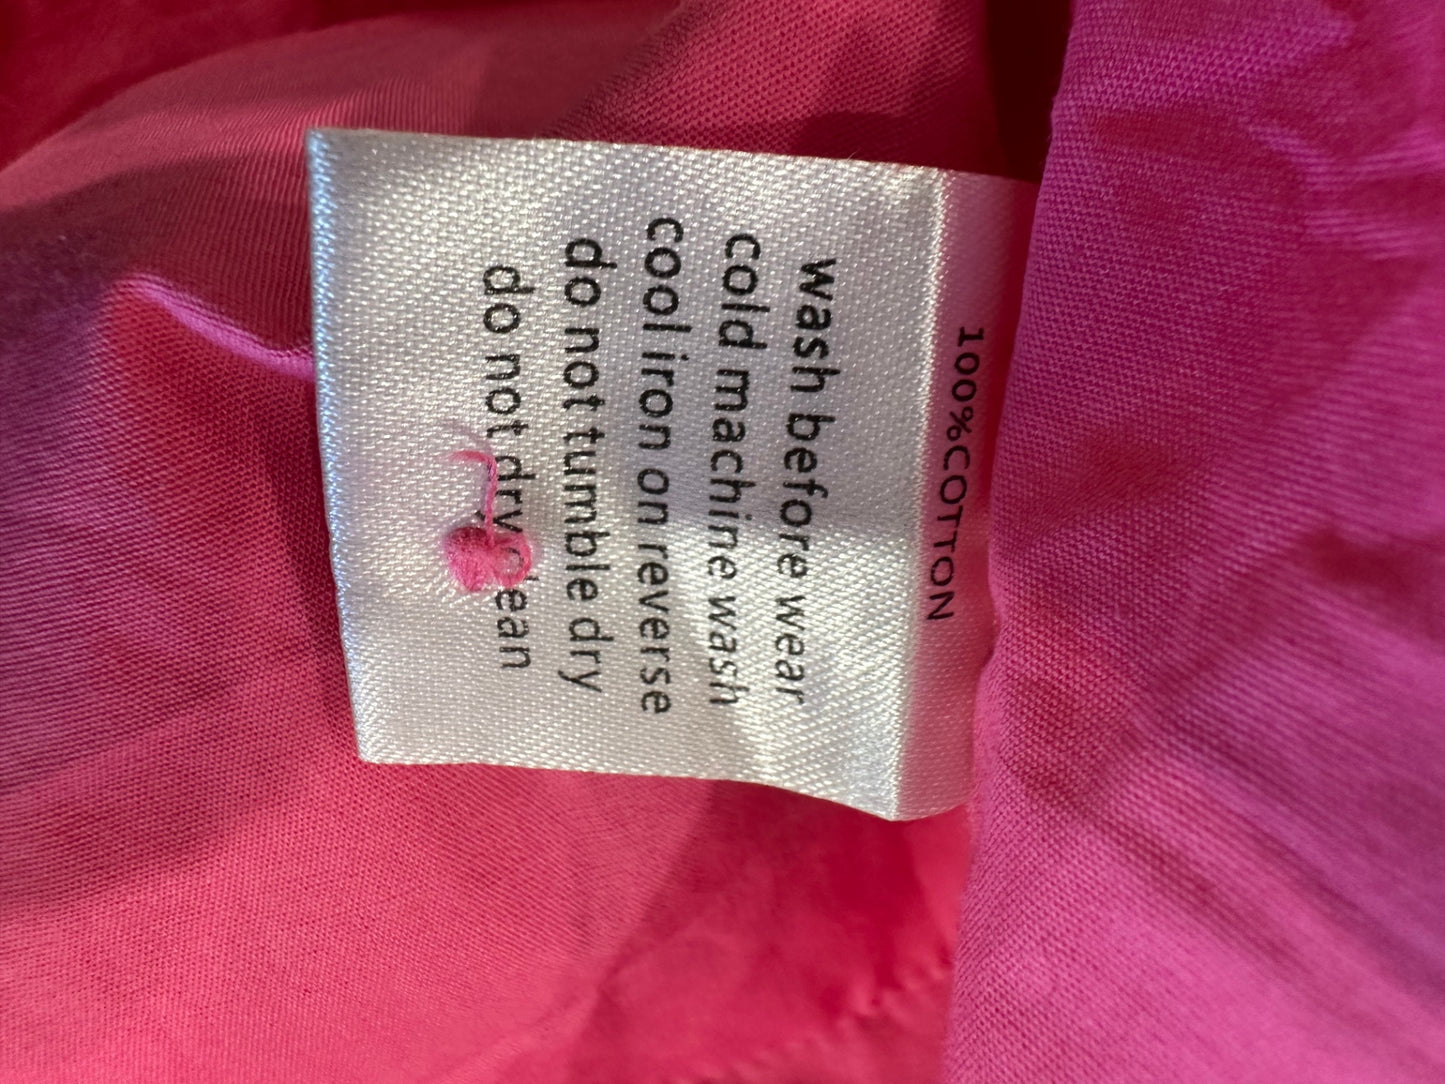 100%COTTON
wash before wear
cold machine wash
cool iron on reverse
do not tumble dry
do not dry clean